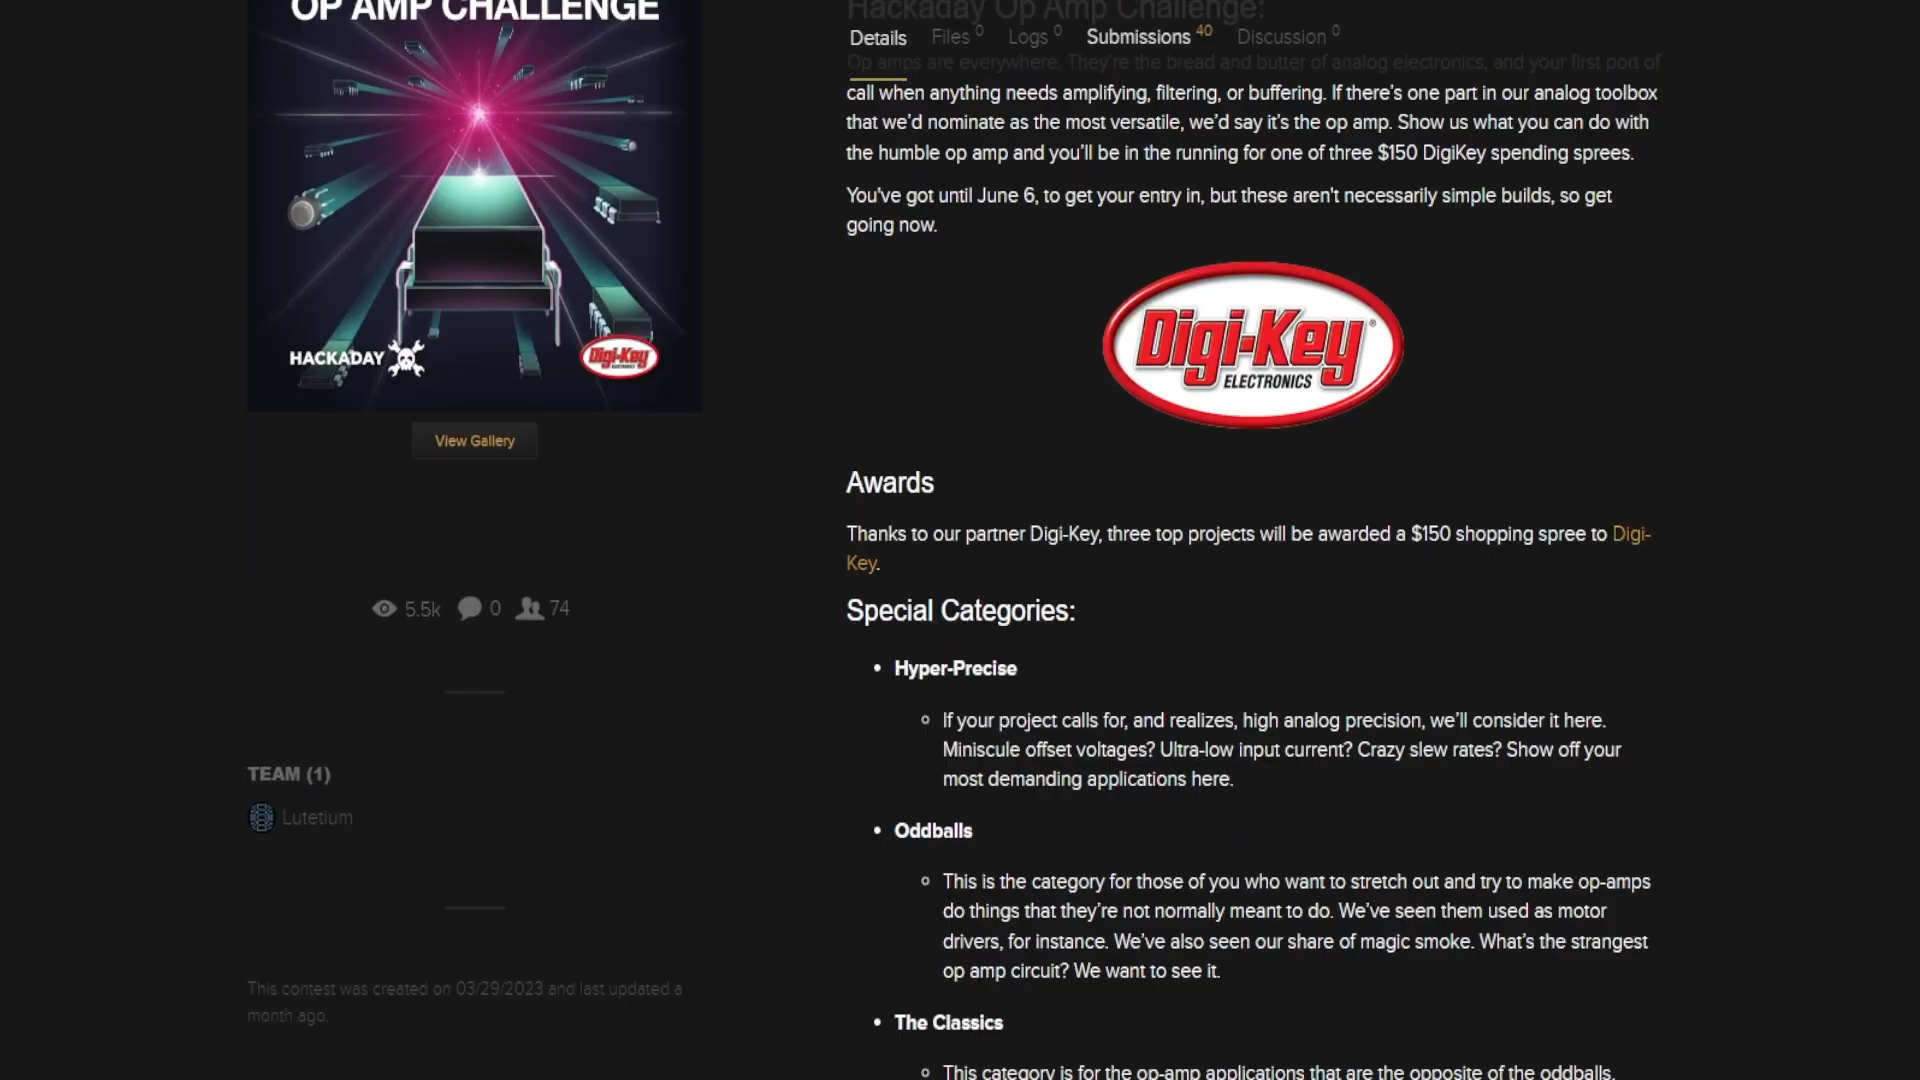 OP AMP CHALLENGE
HACKADAY
Digi-Key
ELECTRONICS
View Gallery
5.5k 0 74
TEAM (1)
Lutetium
This contest was created on 03/29/2023 and last updated a
month ago.
Hackaday Op Amp Challenge:
Details Files 0 Logs 0 Submissions 40 Discussion 0
Op amps are everywhere. They're the bread and butter of analog electronics, and your first port of
call when anything needs amplifying, filtering, or buffering. If there's one part in our analog toolbox
that we'd nominate as the most versatile, we'd say it's the op amp. Show us what you can do with
the humble op amp and you'll be in the running for one of three $150 DigiKey spending sprees.
You've got until June 6, to get your entry in, but these aren't necessarily simple builds, so get
going now.
Digi-Key®
ELECTRONICS
Awards
Thanks to our partner Digi-Key, three top projects will be awarded a $150 shopping spree to Digi-
Key.
Special Categories:
• Hyper-Precise
If your project calls for, and realizes, high analog precision, we'll consider it here.
Miniscule offset voltages? Ultra-low input current? Crazy slew rates? Show off your
most demanding applications here.
• Oddballs
This is the category for those of you who want to stretch out and try to make op-amps
do things that they're not normally meant to do. We've seen them used as motor
drivers, for instance. We've also seen our share of magic smoke. What's the strangest
op amp circuit? We want to see it.
• The Classics
This category is for the op-amp applications that are the opposite of the oddballs.